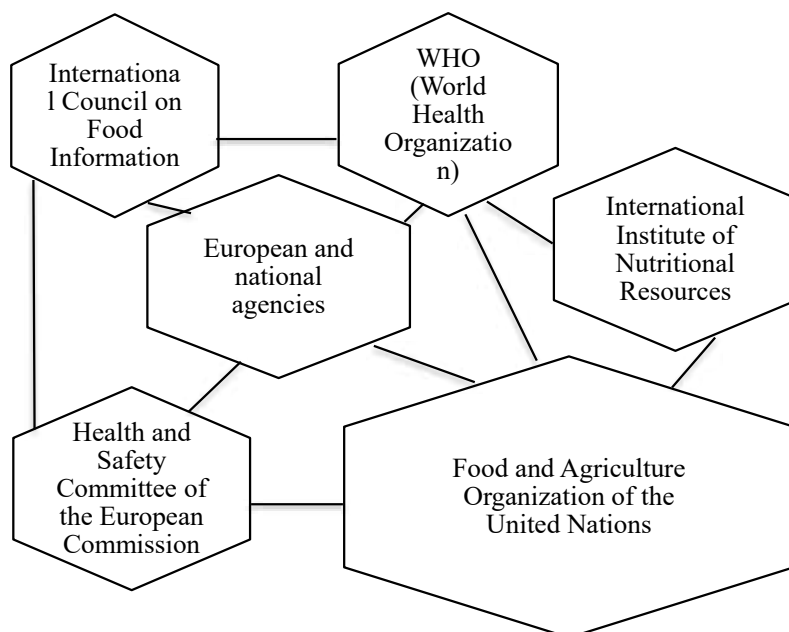 Internationa
l Council on
Food
Information
WHO
(World
Health
Organizatio
n)
European and
national
agencies
International
Institute of
Nutritional
Resources
Health and
Safety
Committee of
the European
Commission
Food and Agriculture
Organization of the
United Nations